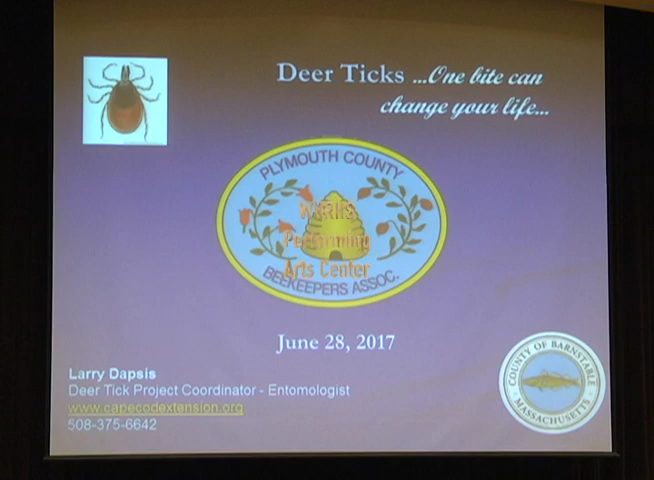 Deer Ticks ...One bite can
change your life...
PLYMOUTH COUNTY
Performing
Arts Center
BEEKEEPERS ASSOC.
June 28, 2017
Larry Dapsis
Deer Tick Project Coordinator - Entomologist
www.capecodextension.org
508-375-6642
COUNTY OF BARNSTABLE
MASSACHUSETTS